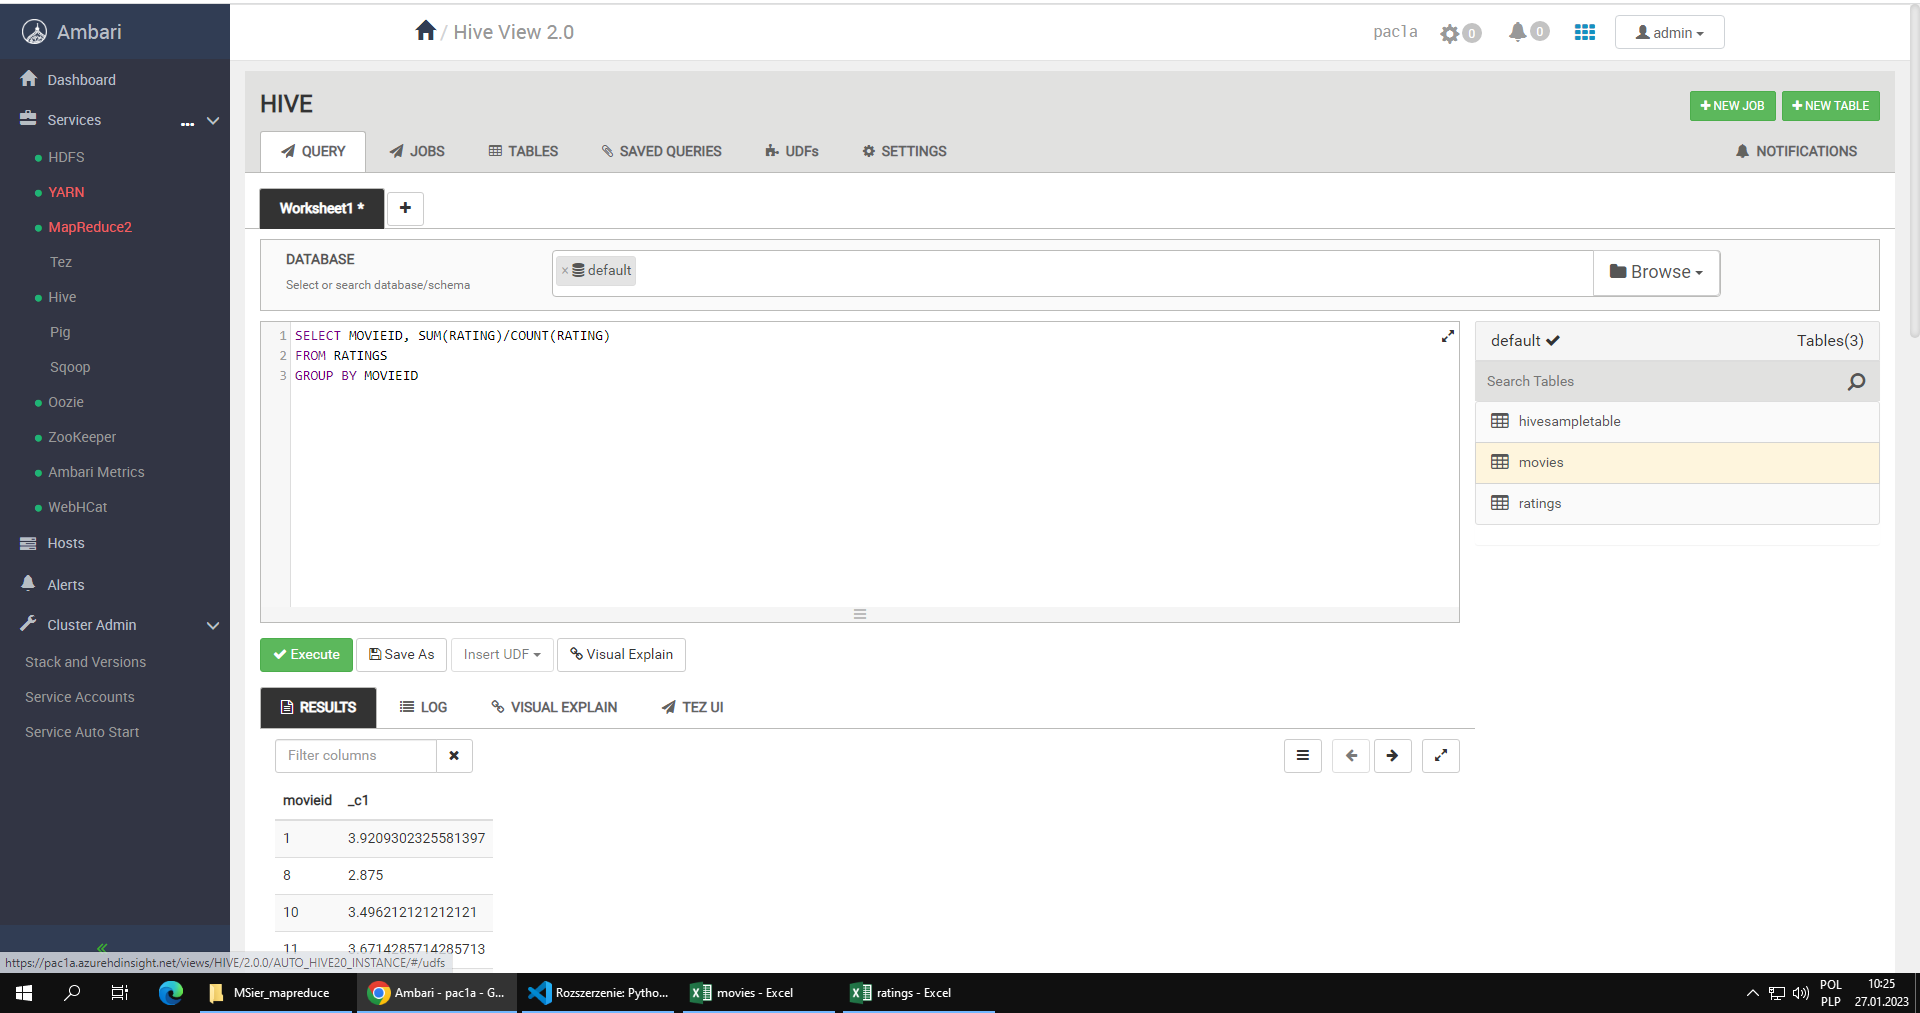 Ambari
/ Hive View 2.0
pac1a
0
0
admin
Dashboard
Services
...
HDFS
YARN
MapReduce2
Tez
Hive
Pig
Sqoop
Oozie
ZooKeeper
Ambari Metrics
WebHCat
Hosts
Alerts
Cluster Admin
Stack and Versions
Service Accounts
Service Auto Start
HIVE
NEW JOB
NEW TABLE
QUERY
JOBS
TABLES
SAVED QUERIES
UDFs
SETTINGS
NOTIFICATIONS
Worksheet1 *
DATABASE
Select or search database/schema
× default
Browse
1 SELECT MOVIEID, SUM(RATING)/COUNT(RATING)
2 FROM RATINGS
3 GROUP BY MOVIEID
default
Tables(3)
Search Tables
hivesampletable
movies
ratings
Execute
Save As
Insert UDF
Visual Explain
RESULTS
LOG
VISUAL EXPLAIN
TEZ UI
Filter columns
movieid _c1
1 3.9209302325581397
8 2.875
10 3.496212121212121
11 3.6714285714285713
https://pac1a.azurehdinsight.net/views/HIVE/2.0.0/AUTO_HIVE20_INSTANCE/#/udfs
MSier_mapreduce
Ambari - pac1a - G...
Rozszerzenie: Pytho...
movies - Excel
ratings - Excel
POL
PLP
10:25
27.01.2023